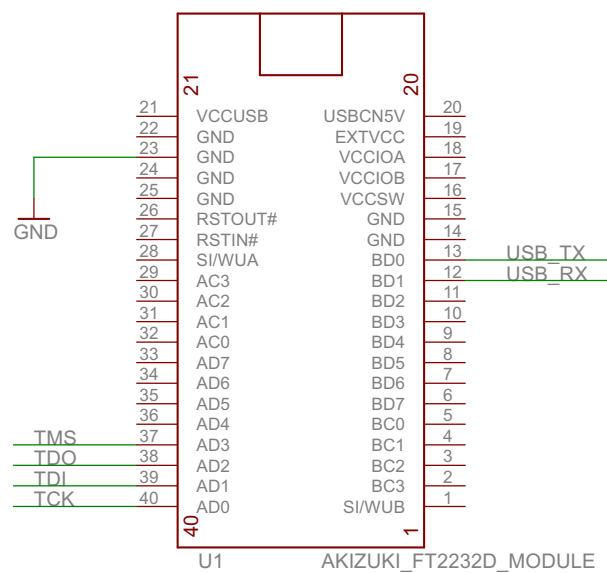 21 20
21 VCCUSB USBCN5V 20
22 GND EXTVCC 19
23 GND VCCIOA 18
24 GND VCCIOB 17
25 GND VCCSW 16
26 RSTOUT# GND 15
27 RSTIN# GND 14
GND
28 SI/WUA BD0 13 USB_TX
29 AC3 BD1 12 USB_RX
30 AC2 BD2 11
31 AC1 BD3 10
32 AC0 BD4 9
33 AD7 BD5 8
34 AD6 BD6 7
35 AD5 BD7 6
36 AD4 BC0 5
TMS 37 AD3 BC1 4
TDO 38 AD2 BC2 3
TDI 39 AD1 BC3 2
TCK 40 AD0 SI/WUB 1
40 1
U1 AKIZUKI_FT2232D_MODULE